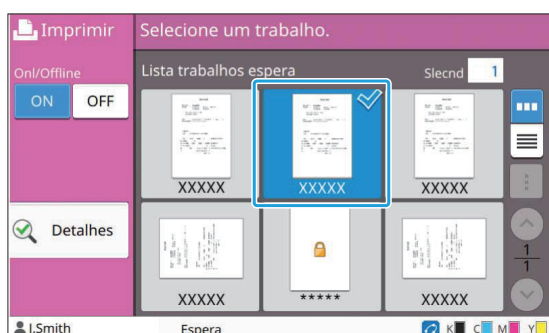 Imprimir
Selecione um trabalho.
Onl/Offline
Lista trabalhos espera
Slecnd 1
ON OFF
XXXXX XXXXX XXXXX
Detalhes
1
1
XXXXX ***** XXXXX
I.Smith Espera K C M Y